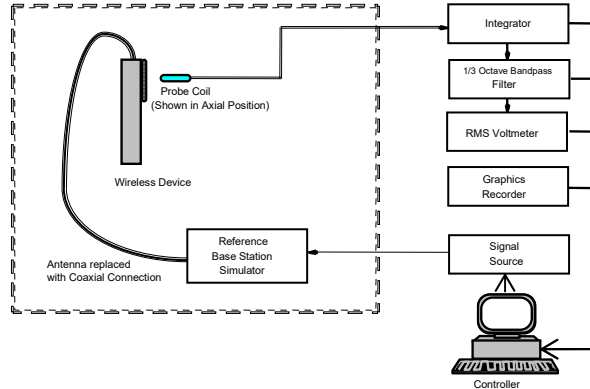 Integrator
1/3 Octave Bandpass
Filter
RMS Voltmeter
Graphics
Recorder
Probe Coil
(Shown in Axial Position)
Wireless Device
Reference
Base Station
Simulator
Signal
Source
Antenna replaced
with Coaxial Connection
Controller